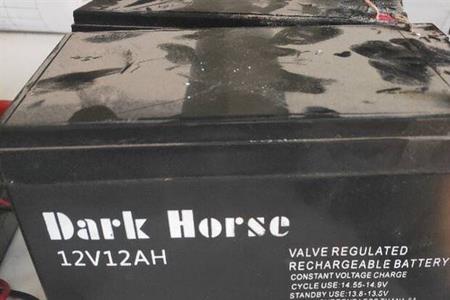 Dark Horse
12V12AH
VALVE REGULATED
RECHARGEABLE BATTERY
CONSTANT VOLTAGE CHARGE
CYCLE USE:14.55-14.9V
STANDBY USE:13.8-13.5V